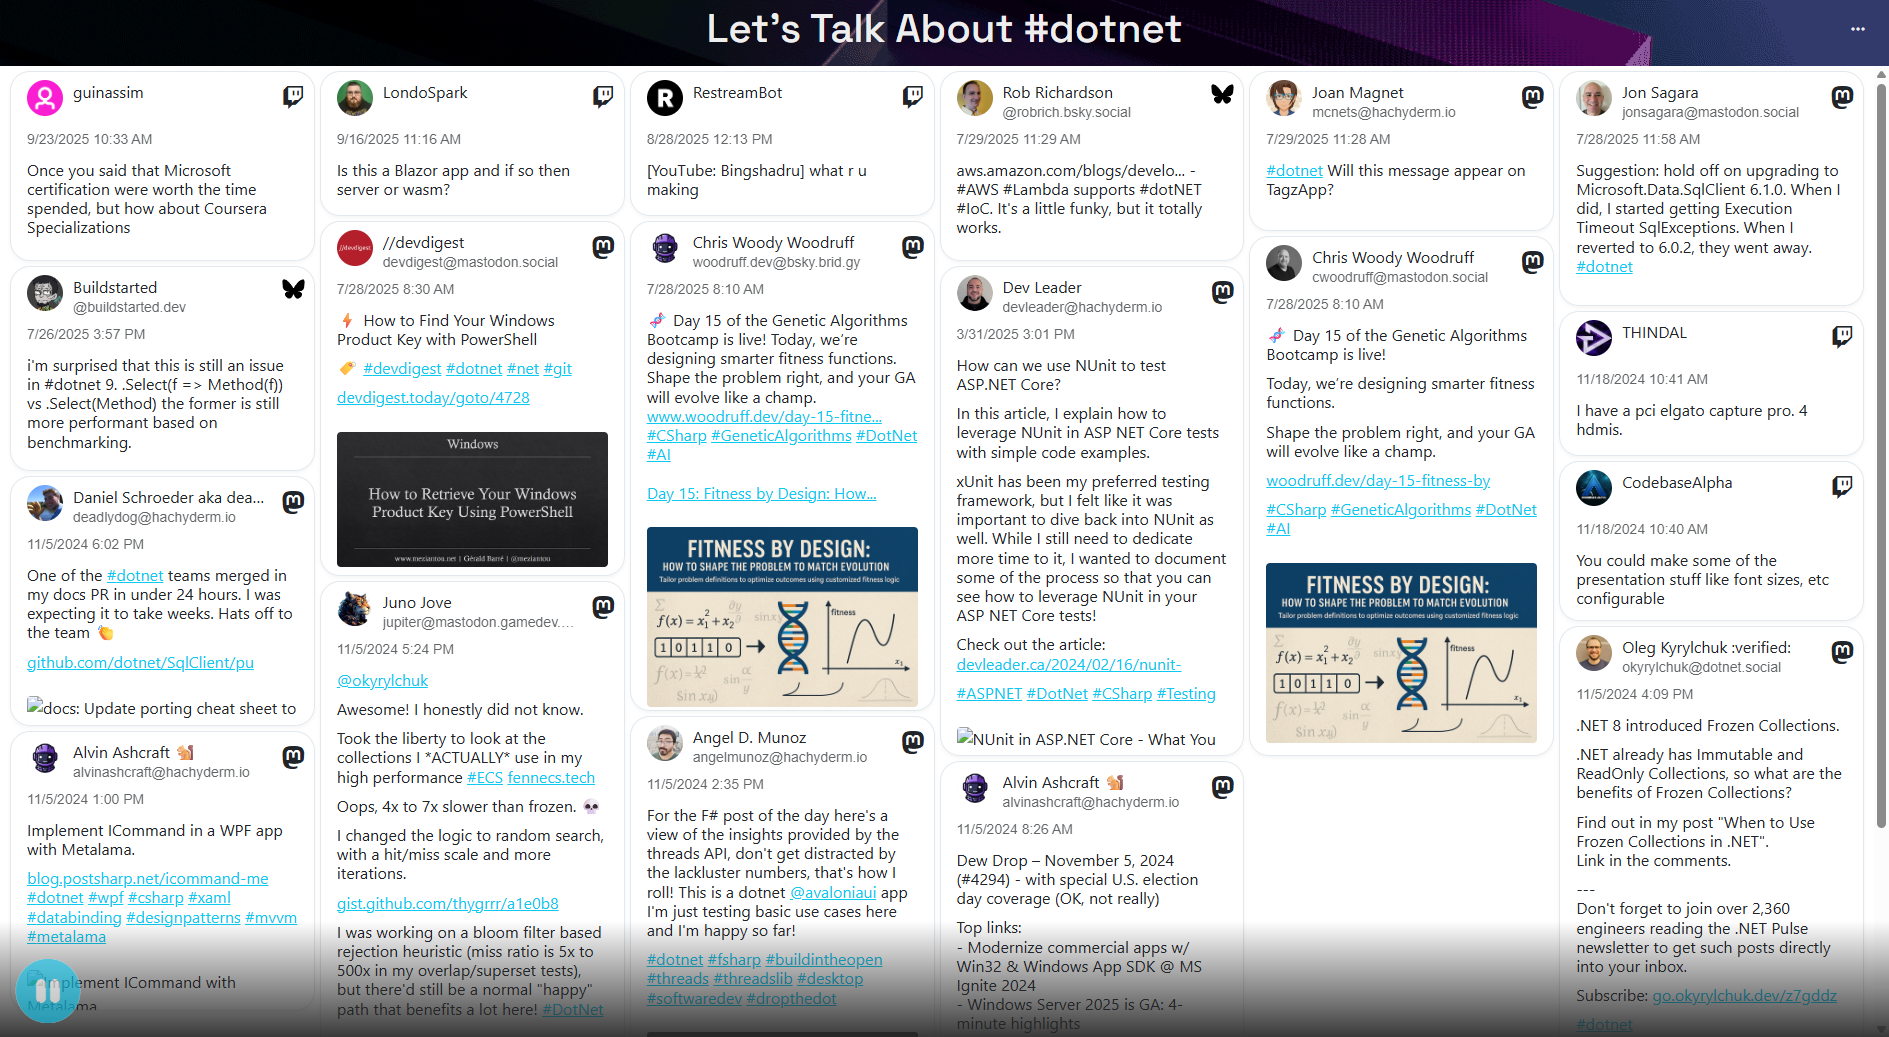 Let's Talk About #dotnet
guinassim
9/23/2025 10:33 AM
Once you said that Microsoft
certification were worth the time
spended, but how about Coursera
Specializations
Buildstarted
@buildstarted.dev
7/26/2025 3:57 PM
i'm surprised that this is still an issue
in #dotnet 9. .Select(f => Method(f))
vs .Select(Method) the former is still
more performant based on
benchmarking.
Daniel Schroeder aka dea...
deadlydog@hachyderm.io
11/5/2024 6:02 PM
One of the #dotnet teams merged in
my docs PR in under 24 hours. I was
expecting it to take weeks. Hats off to
the team 👏
github.com/dotnet/SqlClient/pu
docs: Update porting cheat sheet to
Alvin Ashcraft 🐿️
alvinashcraft@hachyderm.io
11/5/2024 1:00 PM
Implement ICommand in a WPF app
with Metalama.
blog.postsharp.net/icommand-me
#dotnet #wpf #csharp #xaml
#databinding #designpatterns #mvvm
#metalama
Implement ICommand with
Metalama
LondoSpark
9/16/2025 11:16 AM
Is this a Blazor app and if so then
server or wasm?
//devdigest
//devdigest
devdigest@mastodon.social
7/28/2025 8:30 AM
⚡ How to Find Your Windows
Product Key with PowerShell
🏷️ #devdigest #dotnet #net #git
devdigest.today/goto/4728
Windows
How to Retrieve Your Windows
Product Key Using PowerShell
www.meziantou.net | Gérald Barré | @meziantou
Juno Jove
jupiter@mastodon.gamedev....
11/5/2024 5:24 PM
@okyrylchuk
Awesome! I honestly did not know.
Took the liberty to look at the
collections I *ACTUALLY* use in my
high performance #ECS fennecs.tech
Oops, 4x to 7x slower than frozen. 💀
I changed the logic to random search,
with a hit/miss scale and more
iterations.
gist.github.com/thygrrr/a1e0b8
I was working on a bloom filter based
rejection heuristic (miss ratio is 5x to
500x in my overlap/superset tests),
but there'd still be a normal "happy"
path that benefits a lot here! #DotNet
R
RestreamBot
8/28/2025 12:13 PM
[YouTube: Bingshadru] what r u
making
Chris Woody Woodruff
woodruff.dev@bsky.brid.gy
7/28/2025 8:10 AM
🧬 Day 15 of the Genetic Algorithms
Bootcamp is live! Today, we're
designing smarter fitness functions.
Shape the problem right, and your GA
will evolve like a champ.
www.woodruff.dev/day-15-fitne...
#CSharp #GeneticAlgorithms #DotNet
#AI
Day 15: Fitness by Design: How...
FITNESS BY DESIGN:
HOW TO SHAPE THE PROBLEM TO MATCH EVOLUTION
Tailor problem definitions to optimize outcomes using customized fitness logic
f(x) = x₁² + x₂
1 0 1 1 0
fitness
Angel D. Munoz
angelmunoz@hachyderm.io
11/5/2024 2:35 PM
For the F# post of the day here's a
view of the insights provided by the
threads API, don't get distracted by
the lackluster numbers, that's how I
roll! This is a dotnet @avaloniaui app
I'm just testing basic use cases here
and I'm happy so far!
#dotnet #fsharp #buildintheopen
#threads #threadslib #desktop
#softwaredev #dropthedot
Rob Richardson
@robrich.bsky.social
7/29/2025 11:29 AM
aws.amazon.com/blogs/develo... -
#AWS #Lambda supports #dotNET
#IoC. It's a little funky, but it totally
works.
Dev Leader
devleader@hachyderm.io
3/31/2025 3:01 PM
How can we use NUnit to test
ASP.NET Core?
In this article, I explain how to
leverage NUnit in ASP NET Core tests
with simple code examples.
xUnit has been my preferred testing
framework, but I felt like it was
important to dive back into NUnit as
well. While I still need to dedicate
more time to it, I wanted to document
some of the process so that you can
see how to leverage NUnit in your
ASP NET Core tests!
Check out the article:
devleader.ca/2024/02/16/nunit-
#ASPNET #DotNet #CSharp #Testing
NUnit in ASP.NET Core - What You
Alvin Ashcraft 🐿️
alvinashcraft@hachyderm.io
11/5/2024 8:26 AM
Dew Drop – November 5, 2024
(#4294) - with special U.S. election
day coverage (OK, not really)
Top links:
- Modernize commercial apps w/
Win32 & Windows App SDK @ MS
Ignite 2024
- Windows Server 2025 is GA: 4-
minute highlights
Joan Magnet
mcnets@hachyderm.io
7/29/2025 11:28 AM
#dotnet Will this message appear on
TagzApp?
Chris Woody Woodruff
cwoodruff@mastodon.social
7/28/2025 8:10 AM
🧬 Day 15 of the Genetic Algorithms
Bootcamp is live!
Today, we're designing smarter fitness
functions.
Shape the problem right, and your GA
will evolve like a champ.
woodruff.dev/day-15-fitness-by
#CSharp #GeneticAlgorithms #DotNet
#AI
FITNESS BY DESIGN:
HOW TO SHAPE THE PROBLEM TO MATCH EVOLUTION
Tailor problem definitions to optimize outcomes using customized fitness logic
f(x) = x₁² + x₂
1 0 1 1 0
fitness
Jon Sagara
jonsagara@mastodon.social
7/28/2025 11:58 AM
Suggestion: hold off on upgrading to
Microsoft.Data.SqlClient 6.1.0. When I
did, I started getting Execution
Timeout SqlExceptions. When I
reverted to 6.0.2, they went away.
#dotnet
THINDAL
11/18/2024 10:41 AM
I have a pci elgato capture pro. 4
hdmis.
CodebaseAlpha
11/18/2024 10:40 AM
You could make some of the
presentation stuff like font sizes, etc
configurable
Oleg Kyrylchuk :verified:
okyrylchuk@dotnet.social
11/5/2024 4:09 PM
.NET 8 introduced Frozen Collections.
.NET already has Immutable and
ReadOnly Collections, so what are the
benefits of Frozen Collections?
Find out in my post "When to Use
Frozen Collections in .NET".
Link in the comments.
---
Don't forget to join over 2,360
engineers reading the .NET Pulse
newsletter to get such posts directly
into your inbox.
Subscribe: go.okyrylchuk.dev/z7gddz
#dotnet